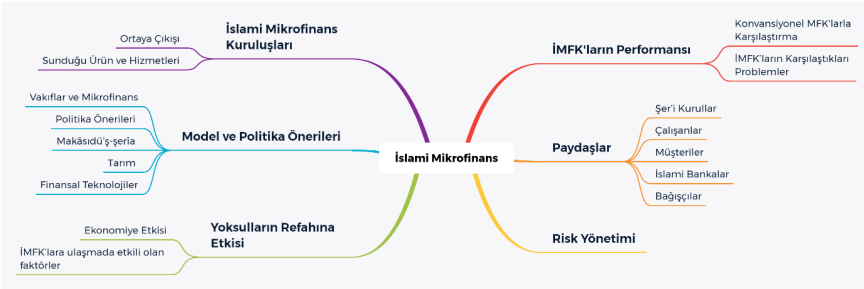 İslami Mikrofinans
İslami Mikrofinans
Kuruluşları
Ortaya Çıkışı
Sunduğu Ürün ve Hizmetleri
Model ve Politika Önerileri
Vakıflar ve Mikrofinans
Politika Önerileri
Makâsıdü'ş-şerîa
Tarım
Finansal Teknolojiler
Yoksulların Refahına
Etkisi
Ekonomiye Etkisi
İMFK'lara ulaşmada etkili olan
faktörler
İMFK'ların Performansı
Konvansiyonel MFK'larla
Karşılaştırma
İMFK'ların Karşılaştıkları
Problemler
Paydaşlar
Şer'i Kurullar
Çalışanlar
Müşteriler
İslami Bankalar
Bağışçılar
Risk Yönetimi